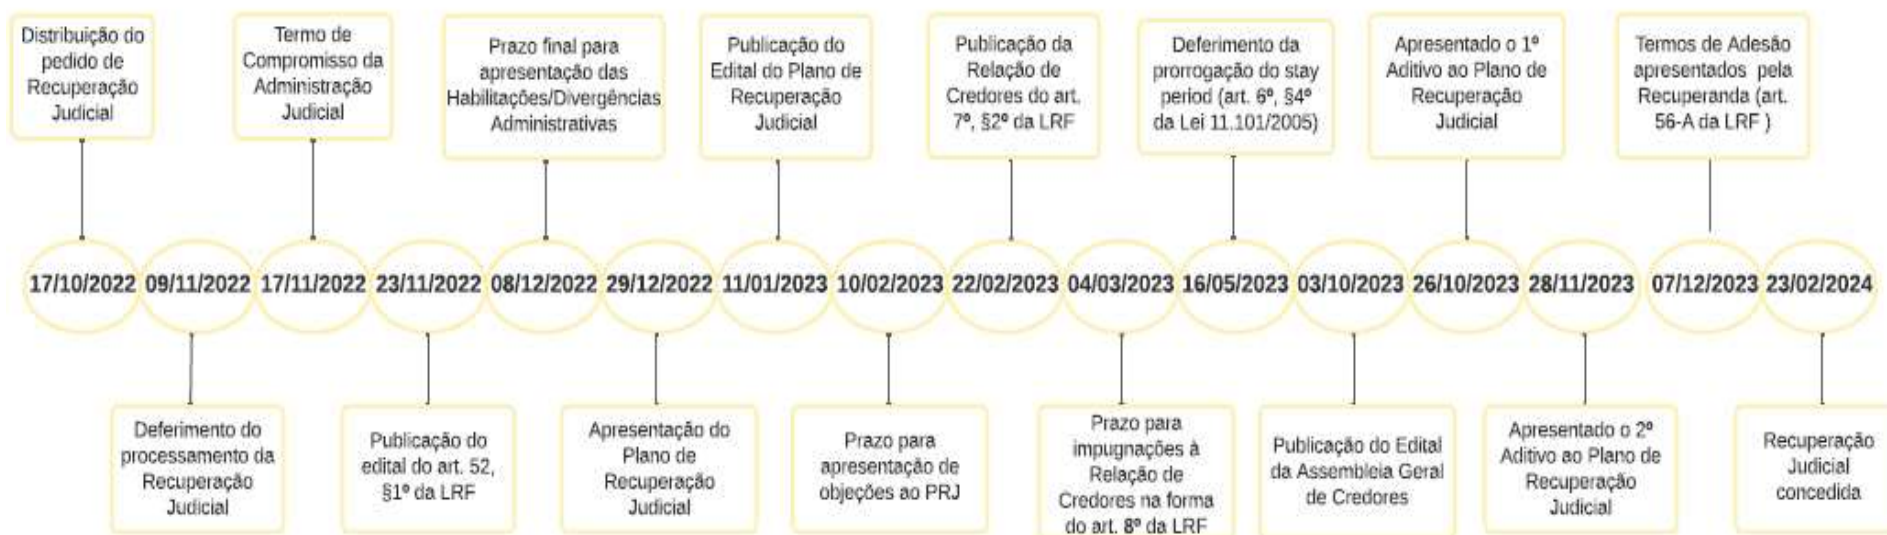 Distribuição do
pedido de
Recuperação
Judicial
Termo de
Compromisso da
Administração
Judicial
Prazo final para
apresentação das
Habilitações/Divergências
Administrativas
Publicação do
Edital do Plano de
Recuperação
Judicial
Publicação da
Relação de
Credores do art.
7º, §2º da LRF
Deferimento da
prorrogação do stay
period (art. 6º, §4º
da Lei 11.101/2005)
Apresentado o 1º
Aditivo ao Plano de
Recuperação
Judicial
Termos de Adesão
apresentados pela
Recuperanda (art.
56-A da LRF )
17/10/2022 09/11/2022 17/11/2022 23/11/2022 08/12/2022 29/12/2022 11/01/2023 10/02/2023 22/02/2023 04/03/2023 16/05/2023 03/10/2023 26/10/2023 28/11/2023 07/12/2023 23/02/2024
Deferimento do
processamento da
Recuperação
Judicial
Publicação do
edital do art. 52,
§1º da LRF
Apresentação do
Plano de
Recuperação
Judicial
Prazo para
apresentação de
objeções ao PRJ
Prazo para
impugnações à
Relação de
Credores na forma
do art. 8º da LRF
Publicação do Edital
da Assembleia Geral
de Credores
Apresentado o 2º
Aditivo ao Plano de
Recuperação
Judicial
Recuperação
Judicial
concedida